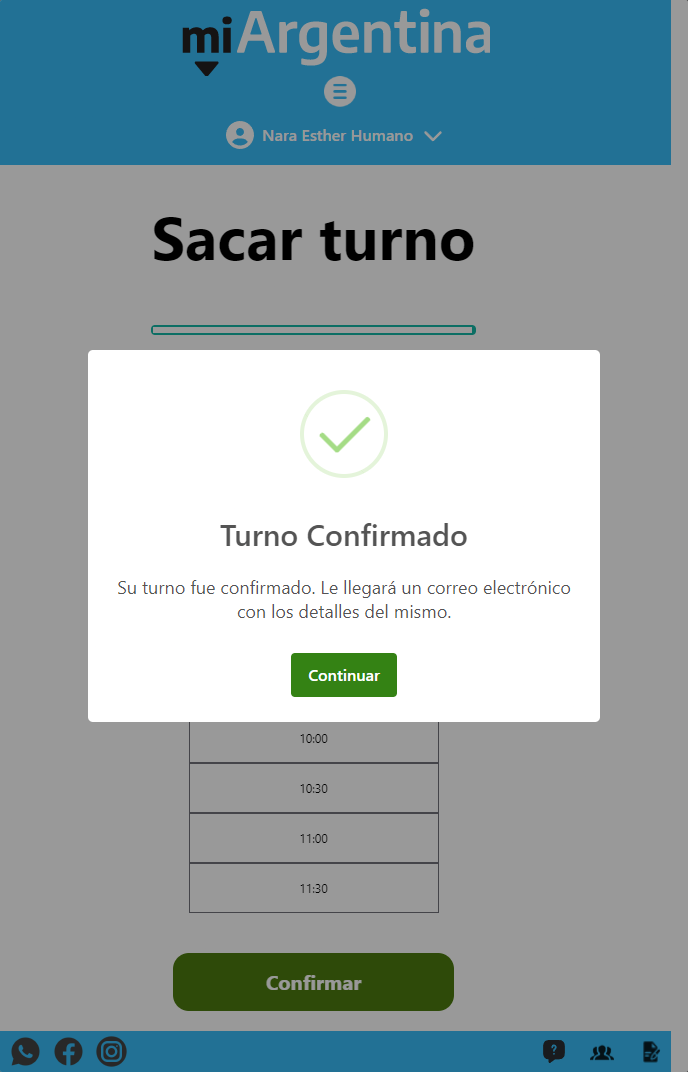 miArgentina
Nara Esther Humano
Sacar turno
Turno Confirmado
Su turno fue confirmado. Le llegará un correo electrónico
con los detalles del mismo.
Continuar
10:00
10:30
11:00
11:30
Confirmar
?